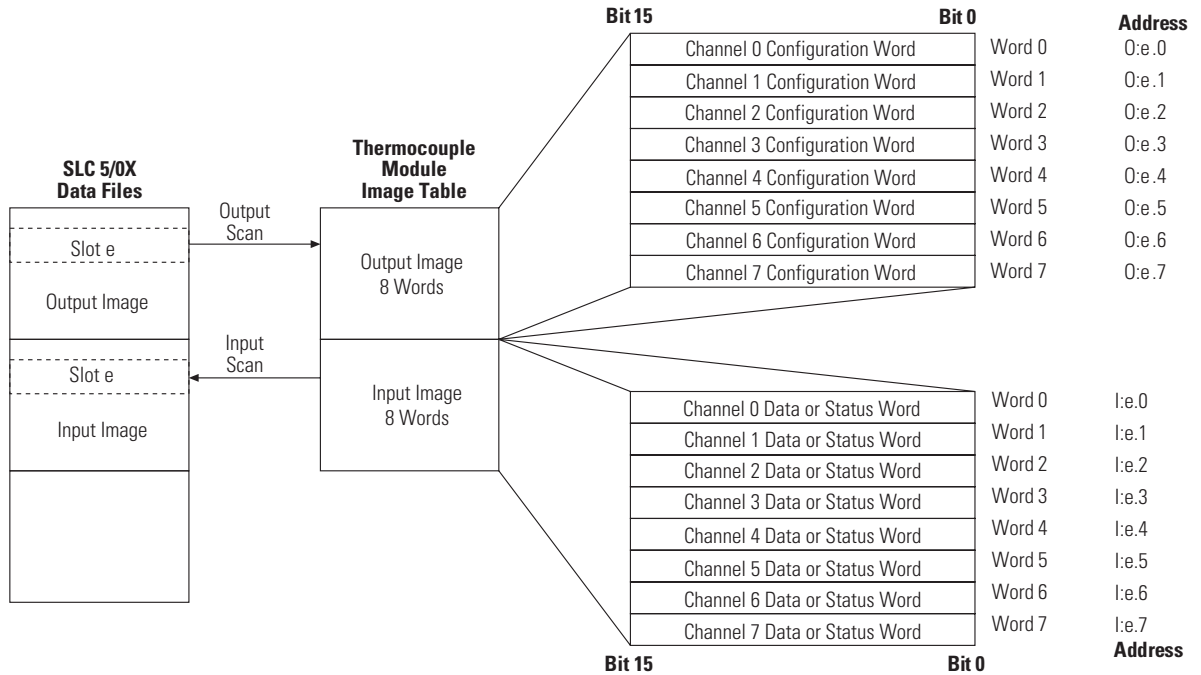 Bit 15 Bit 0 Address
Channel 0 Configuration Word Word 0 O:e.0
Channel 1 Configuration Word Word 1 O:e.1
Channel 2 Configuration Word Word 2 O:e.2
Channel 3 Configuration Word Word 3 O:e.3
Channel 4 Configuration Word Word 4 O:e.4
Channel 5 Configuration Word Word 5 O:e.5
Channel 6 Configuration Word Word 6 O:e.6
Channel 7 Configuration Word Word 7 O:e.7
SLC 5/0X
Data Files
Slot e
Output Image
Slot e
Input Image
Output
Scan
Input
Scan
Thermocouple
Module
Image Table
Output Image
8 Words
Input Image
8 Words
Channel 0 Data or Status Word Word 0 I:e.0
Channel 1 Data or Status Word Word 1 I:e.1
Channel 2 Data or Status Word Word 2 I:e.2
Channel 3 Data or Status Word Word 3 I:e.3
Channel 4 Data or Status Word Word 4 I:e.4
Channel 5 Data or Status Word Word 5 I:e.5
Channel 6 Data or Status Word Word 6 I:e.6
Channel 7 Data or Status Word Word 7 I:e.7
Bit 15 Bit 0 Address